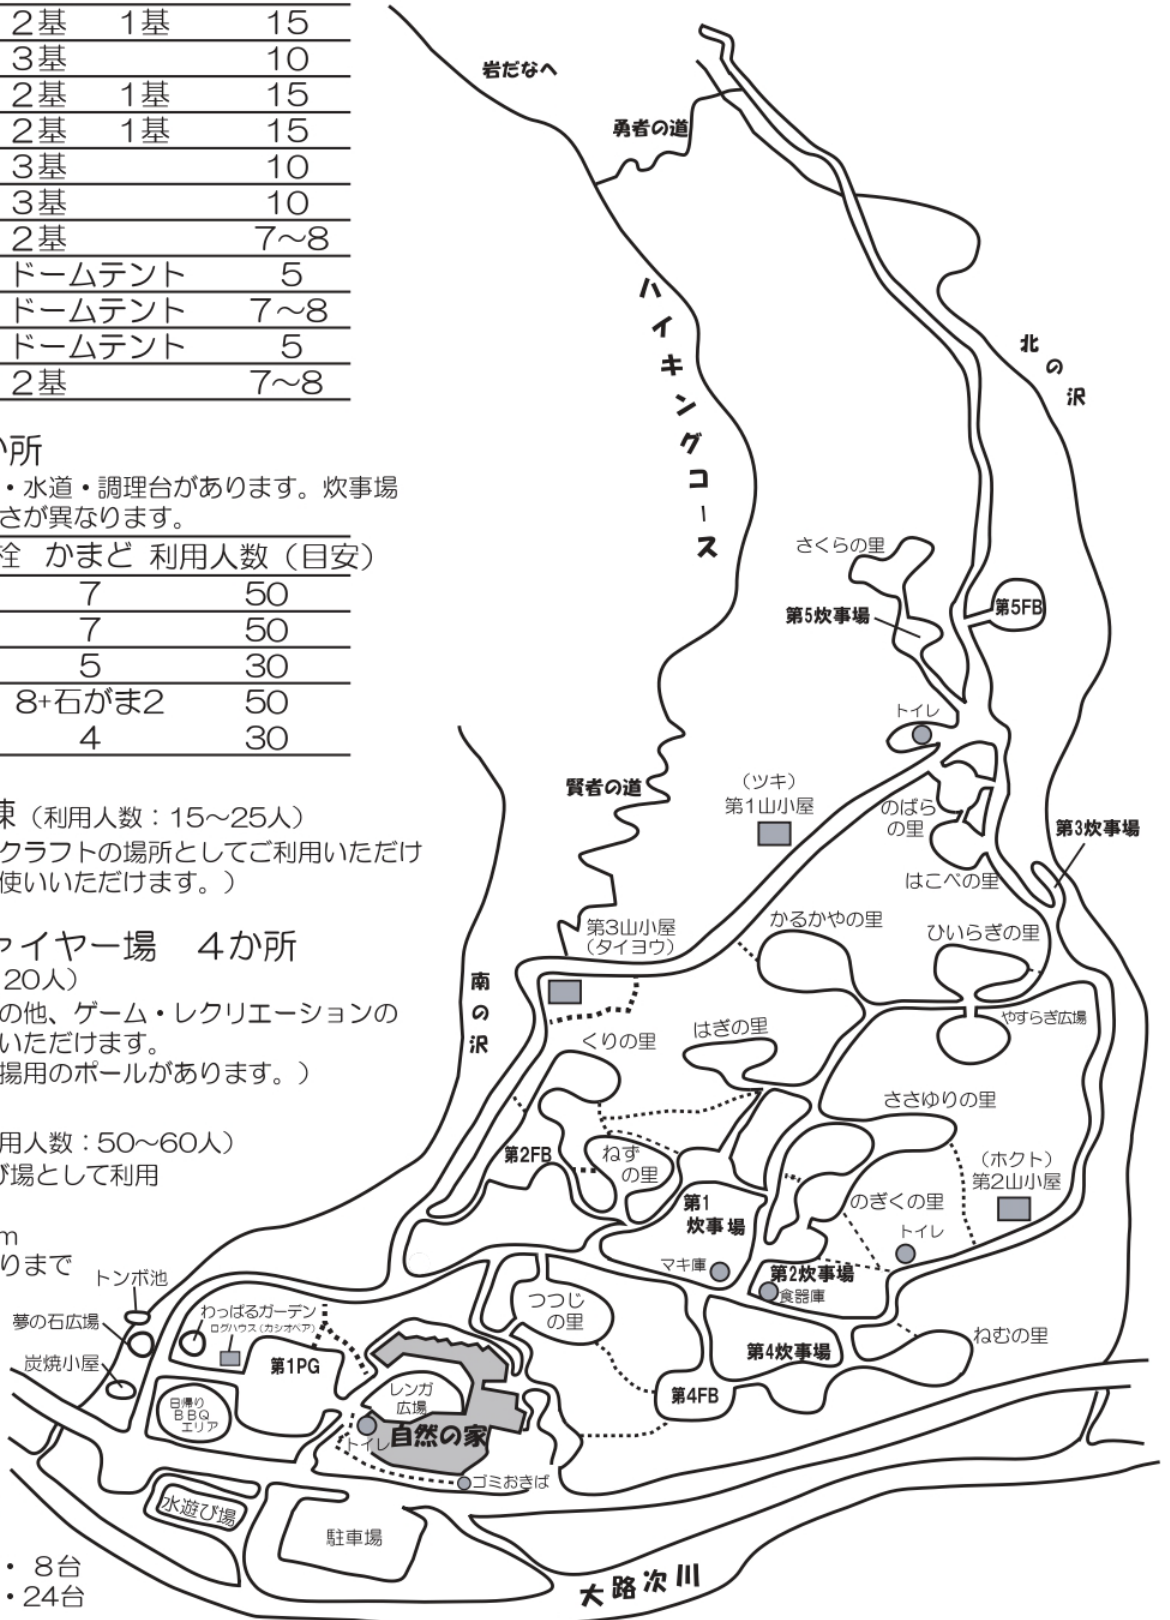 2基 1基 15
3基 10
2基 1基 15
2基 1基 15
3基 10
3基 10
2基 7～8
ドームテント 5
ドームテント 7～8
ドームテント 5
2基 7～8
か所
・水道・調理台があります。炊事場
さが異なります。
栓 かまど 利用人数（目安）
7 50
7 50
5 30
8+石がま2 50
4 30
棟（利用人数：15～25人）
クラフトの場所としてご利用いただけ
使いいただけます。）
ァイヤー場 4か所
20人）
の他、ゲーム・レクリエーションの
いただけます。
揚用のポールがあります。）
用人数：50～60人）
び場として利用
m
りまで
・ 8台
・24台
岩だなへ
勇者の道
ハイキングコース
北の沢
さくらの里
第5炊事場
第5FB
トイレ
賢者の道
（ツキ）
第1山小屋
のばら
の里
第3炊事場
はこべの里
第3山小屋
（タイヨウ）
かるかやの里
ひいらぎの里
南の沢
やすらぎ広場
くりの里
はぎの里
ささゆりの里
第2FB
ねず
の里
（ホクト）
第2山小屋
第1
炊事場
のぎくの里
トイレ
マキ庫
第2炊事場
食器庫
トンボ池
わっぱるガーデン
ログハウス（カシオペア）
夢の石広場
つつじ
の里
ねむの里
炭焼小屋
第1PG
第4炊事場
レンガ
広場
第4FB
日帰り
BBQ
エリア
自然の家
トイレ
ゴミおきば
水遊び場
駐車場
大路次川